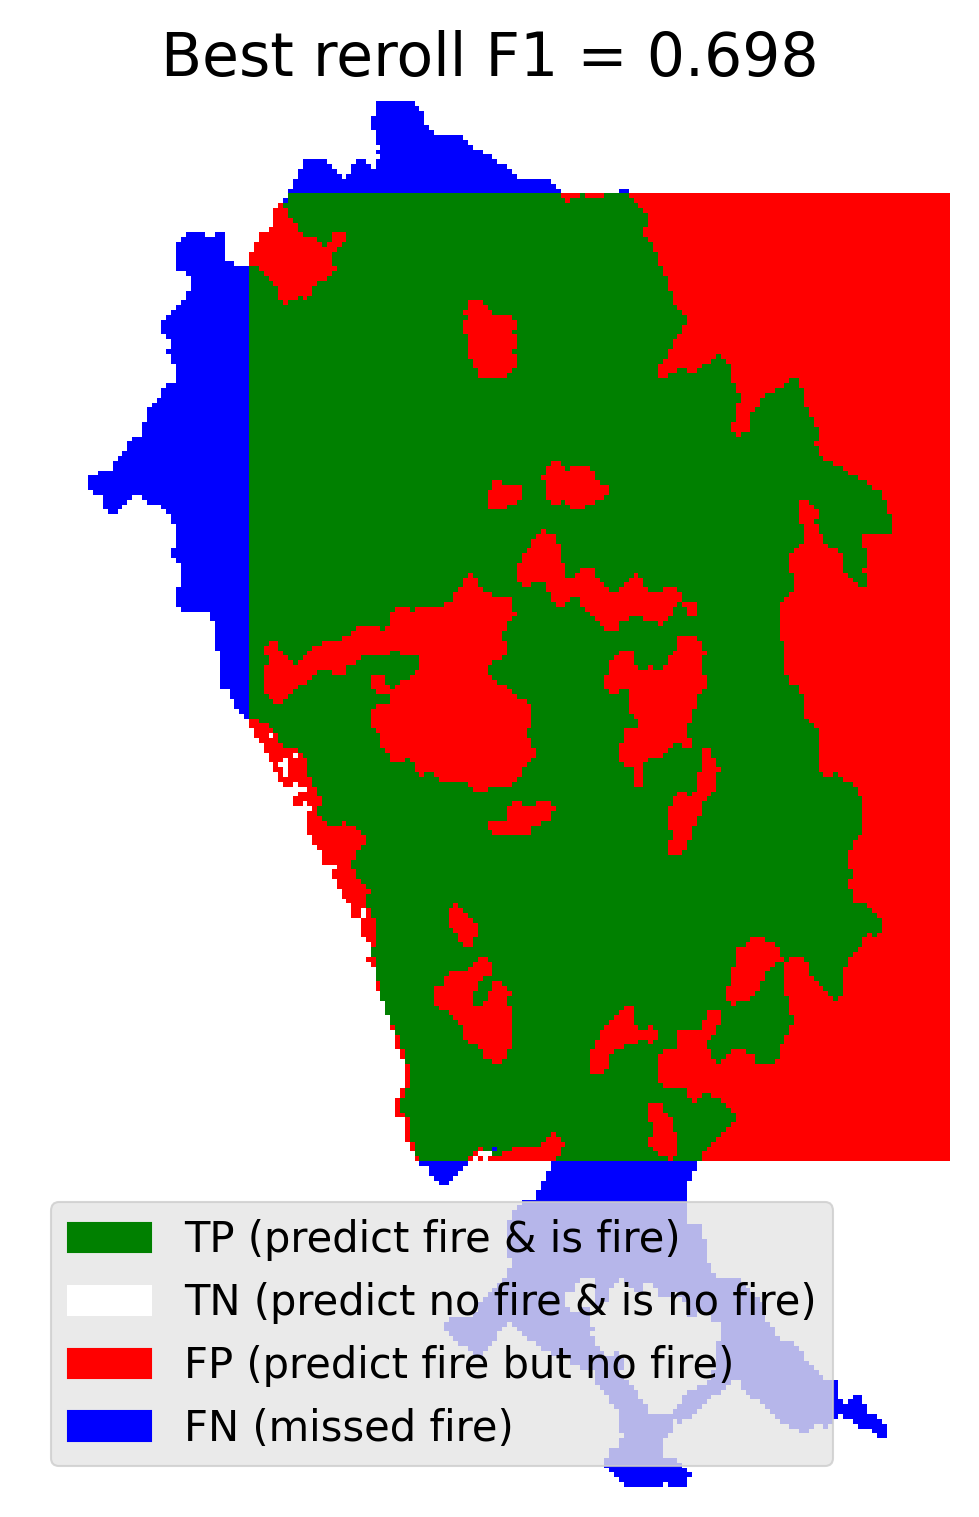 Best reroll F1 = 0.698
TP (predict fire & is fire)
TN (predict no fire & is no fire)
FP (predict fire but no fire)
FN (missed fire)